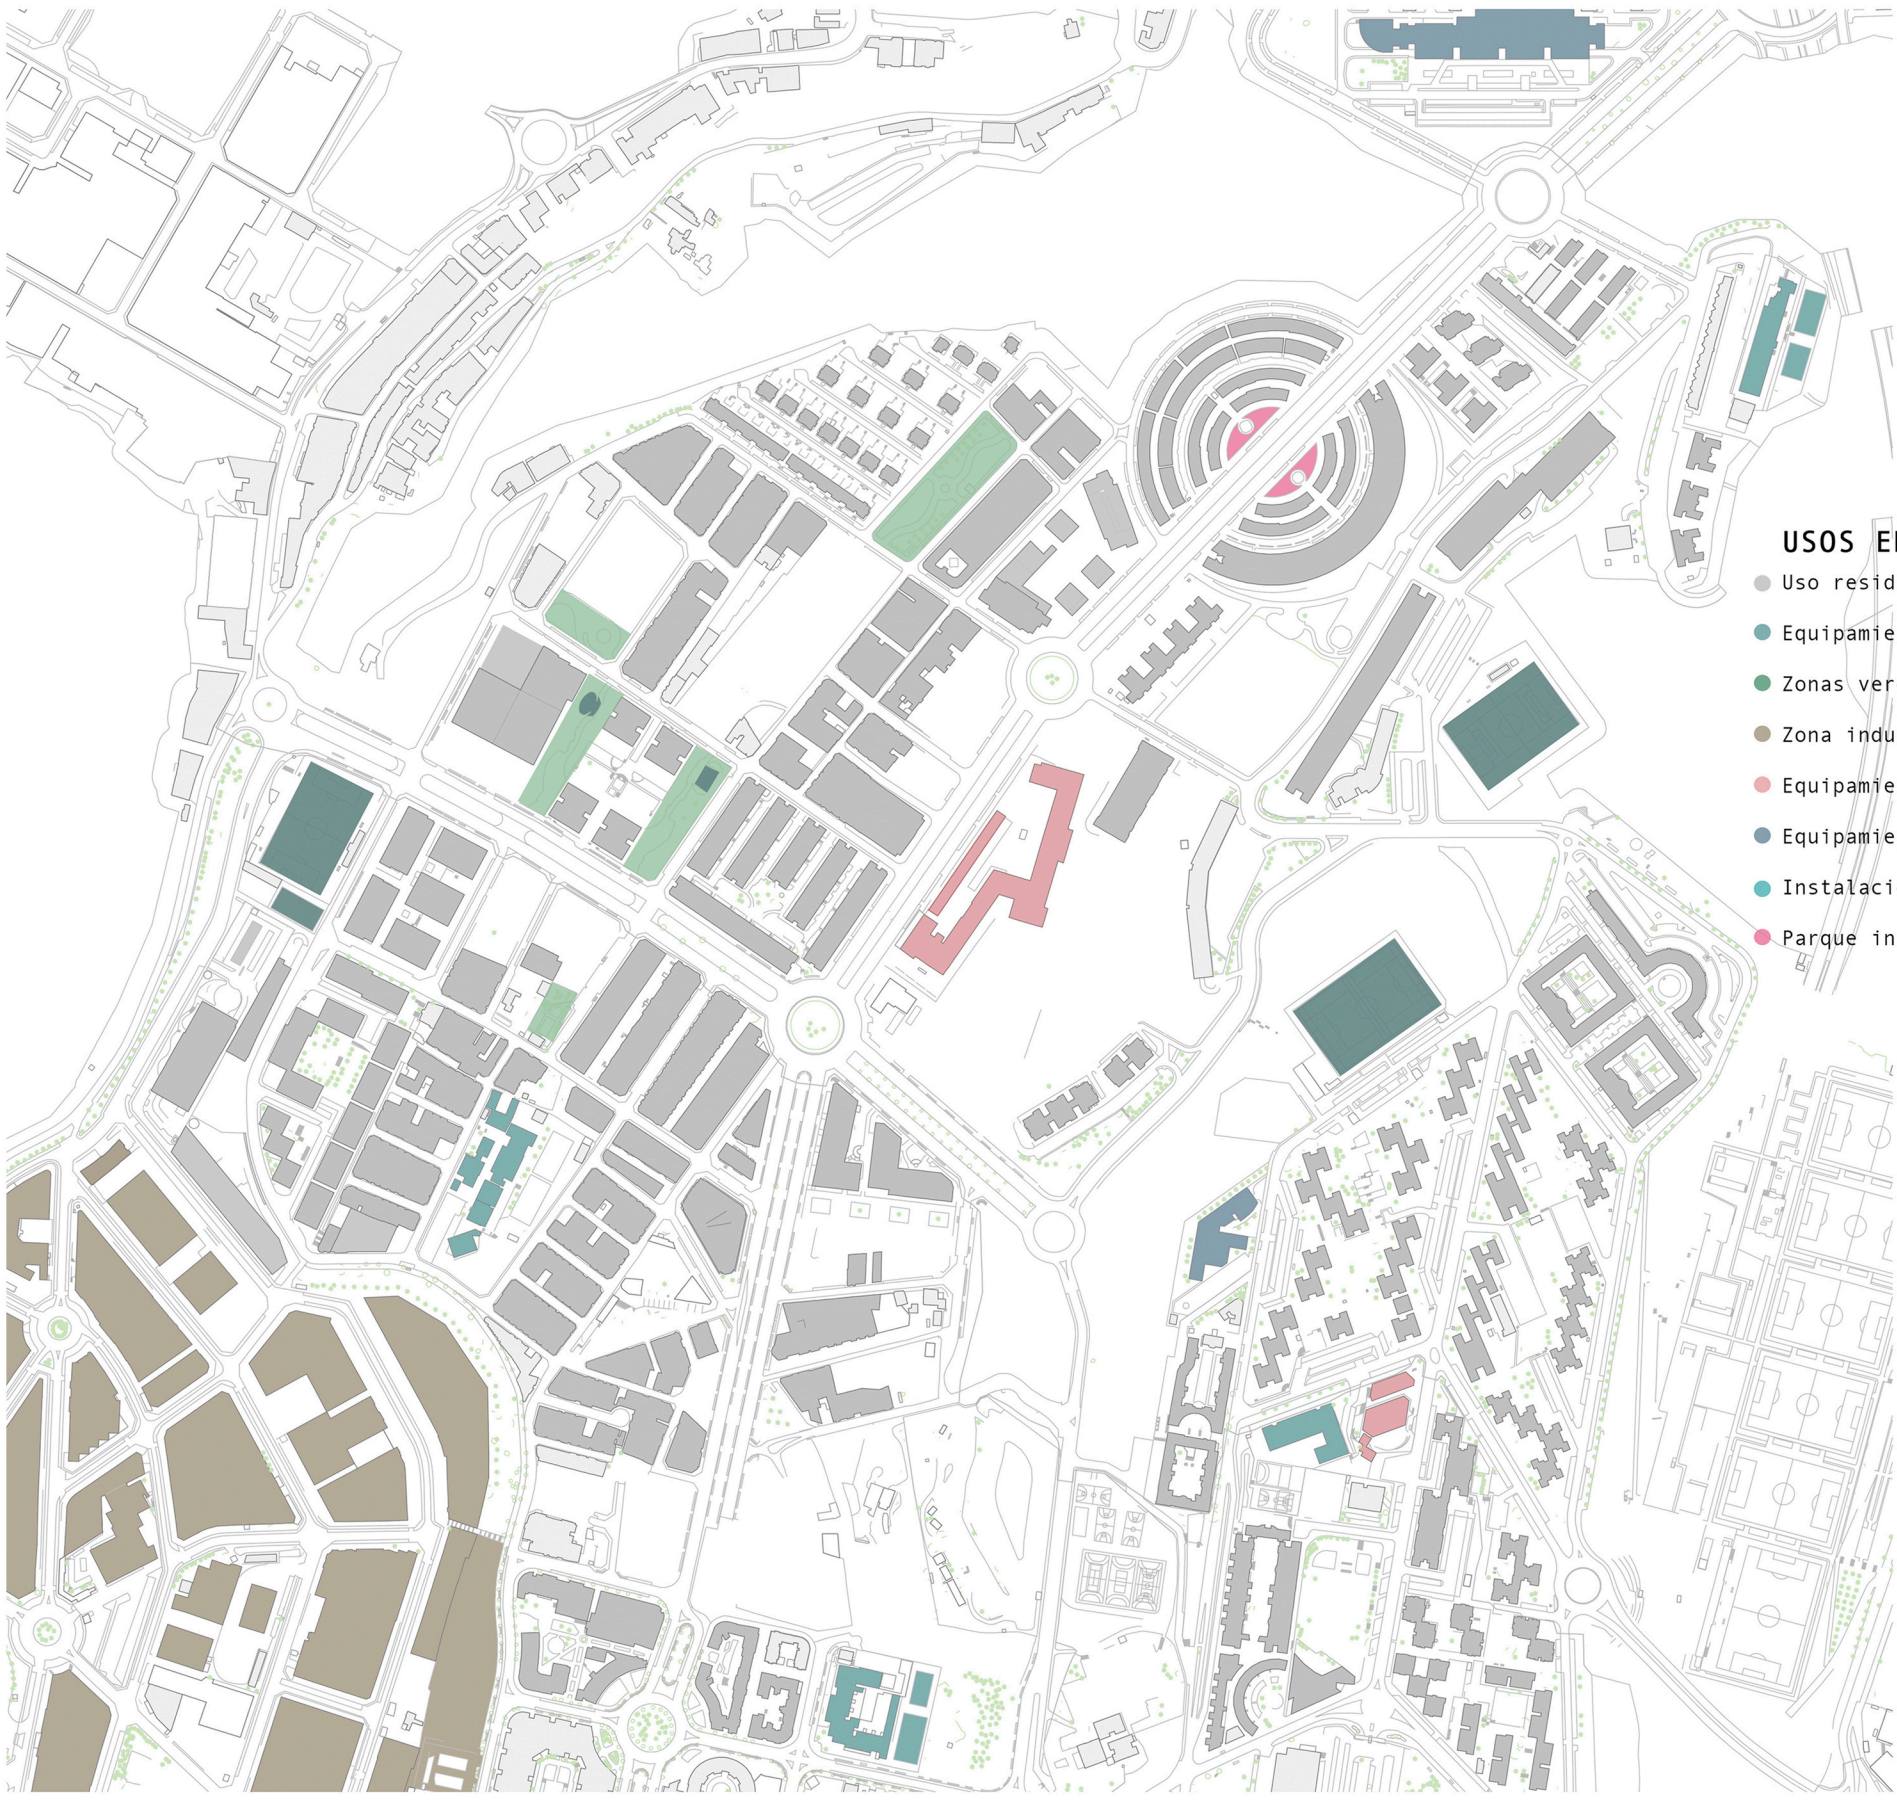 USOS E
Uso resid
Equipamie
Zonas ver
Zona indu
Equipamie
Equipamie
Instalaci
Parque in